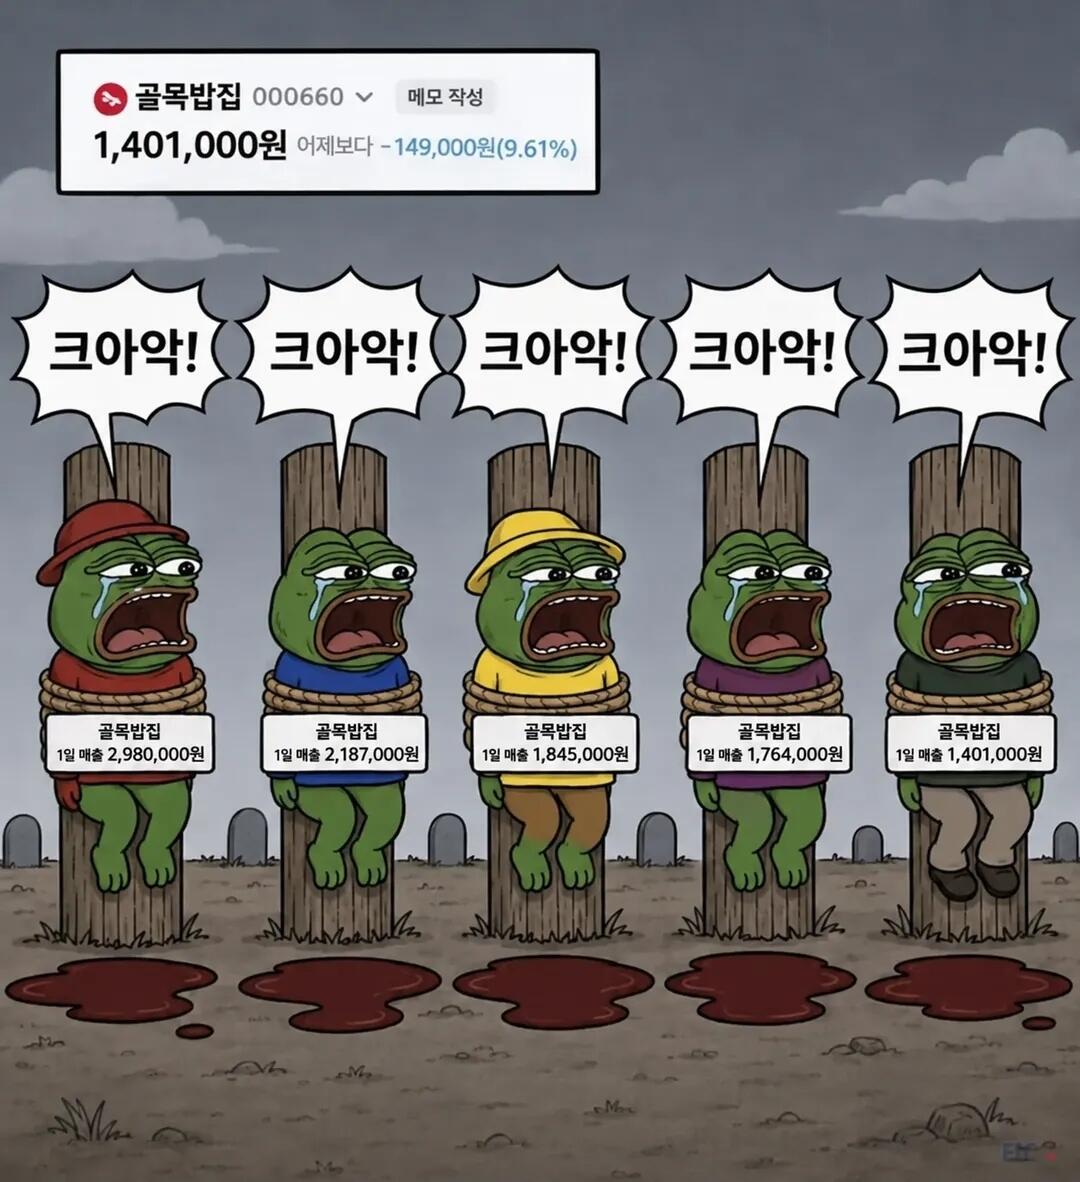 골목밥집 000660 메모 작성
1,401,000원 어제보다 -149,000원(9.61%)
크아악! 크아악! 크아악! 크아악! 크아악!
골목밥집
1일 매출 2,980,000원
골목밥집
1일 매출 2,187,000원
골목밥집
1일 매출 1,845,000원
골목밥집
1일 매출 1,764,000원
골목밥집
1일 매출 1,401,000원